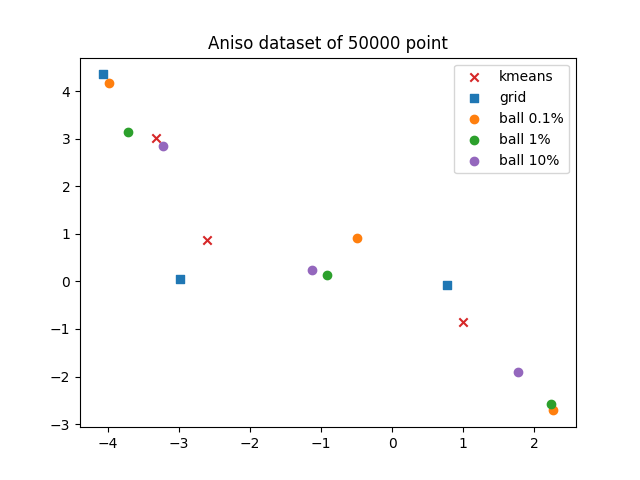 Aniso dataset of 50000 point
kmeans
grid
ball 0.1%
ball 1%
ball 10%
4
3
2
1
0
−1
−2
−3
−4 −3 −2 −1 0 1 2